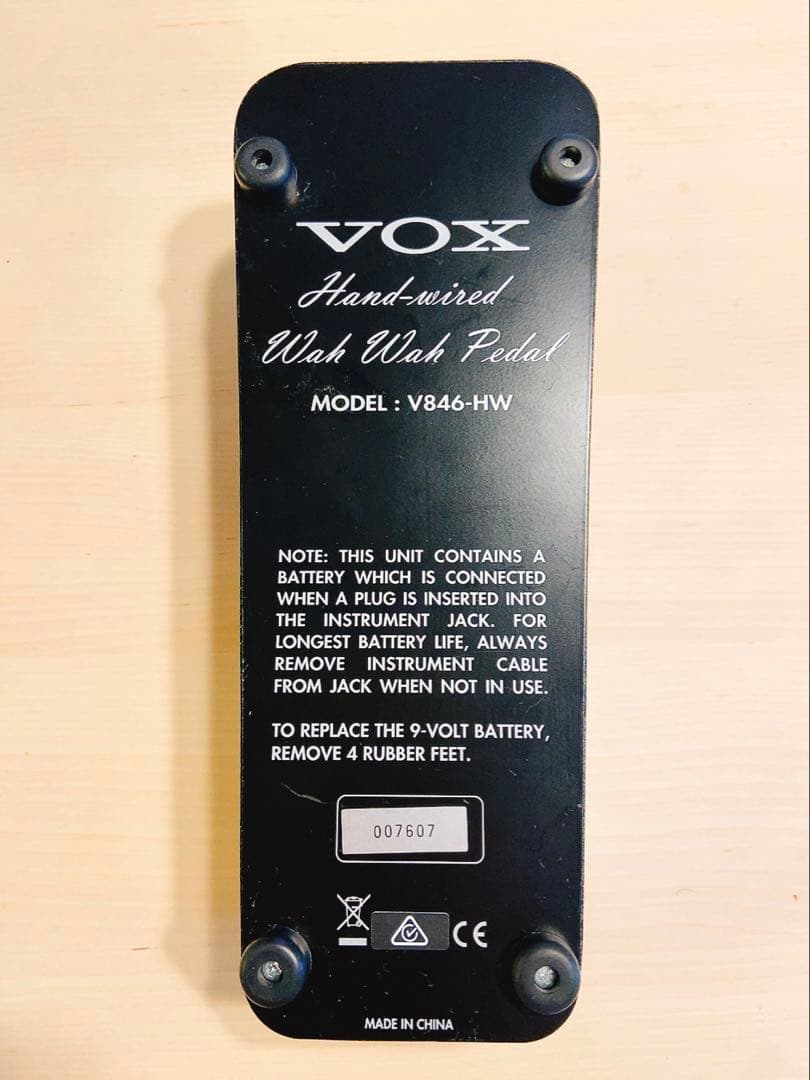 VOX
Hand-wired
Wah Wah Pedal
MODEL : V846-HW
NOTE: THIS UNIT CONTAINS A
BATTERY WHICH IS CONNECTED
WHEN A PLUG IS INSERTED INTO
THE INSTRUMENT JACK. FOR
LONGEST BATTERY LIFE, ALWAYS
REMOVE INSTRUMENT CABLE
FROM JACK WHEN NOT IN USE.
TO REPLACE THE 9-VOLT BATTERY,
REMOVE 4 RUBBER FEET.
007607
CE
MADE IN CHINA